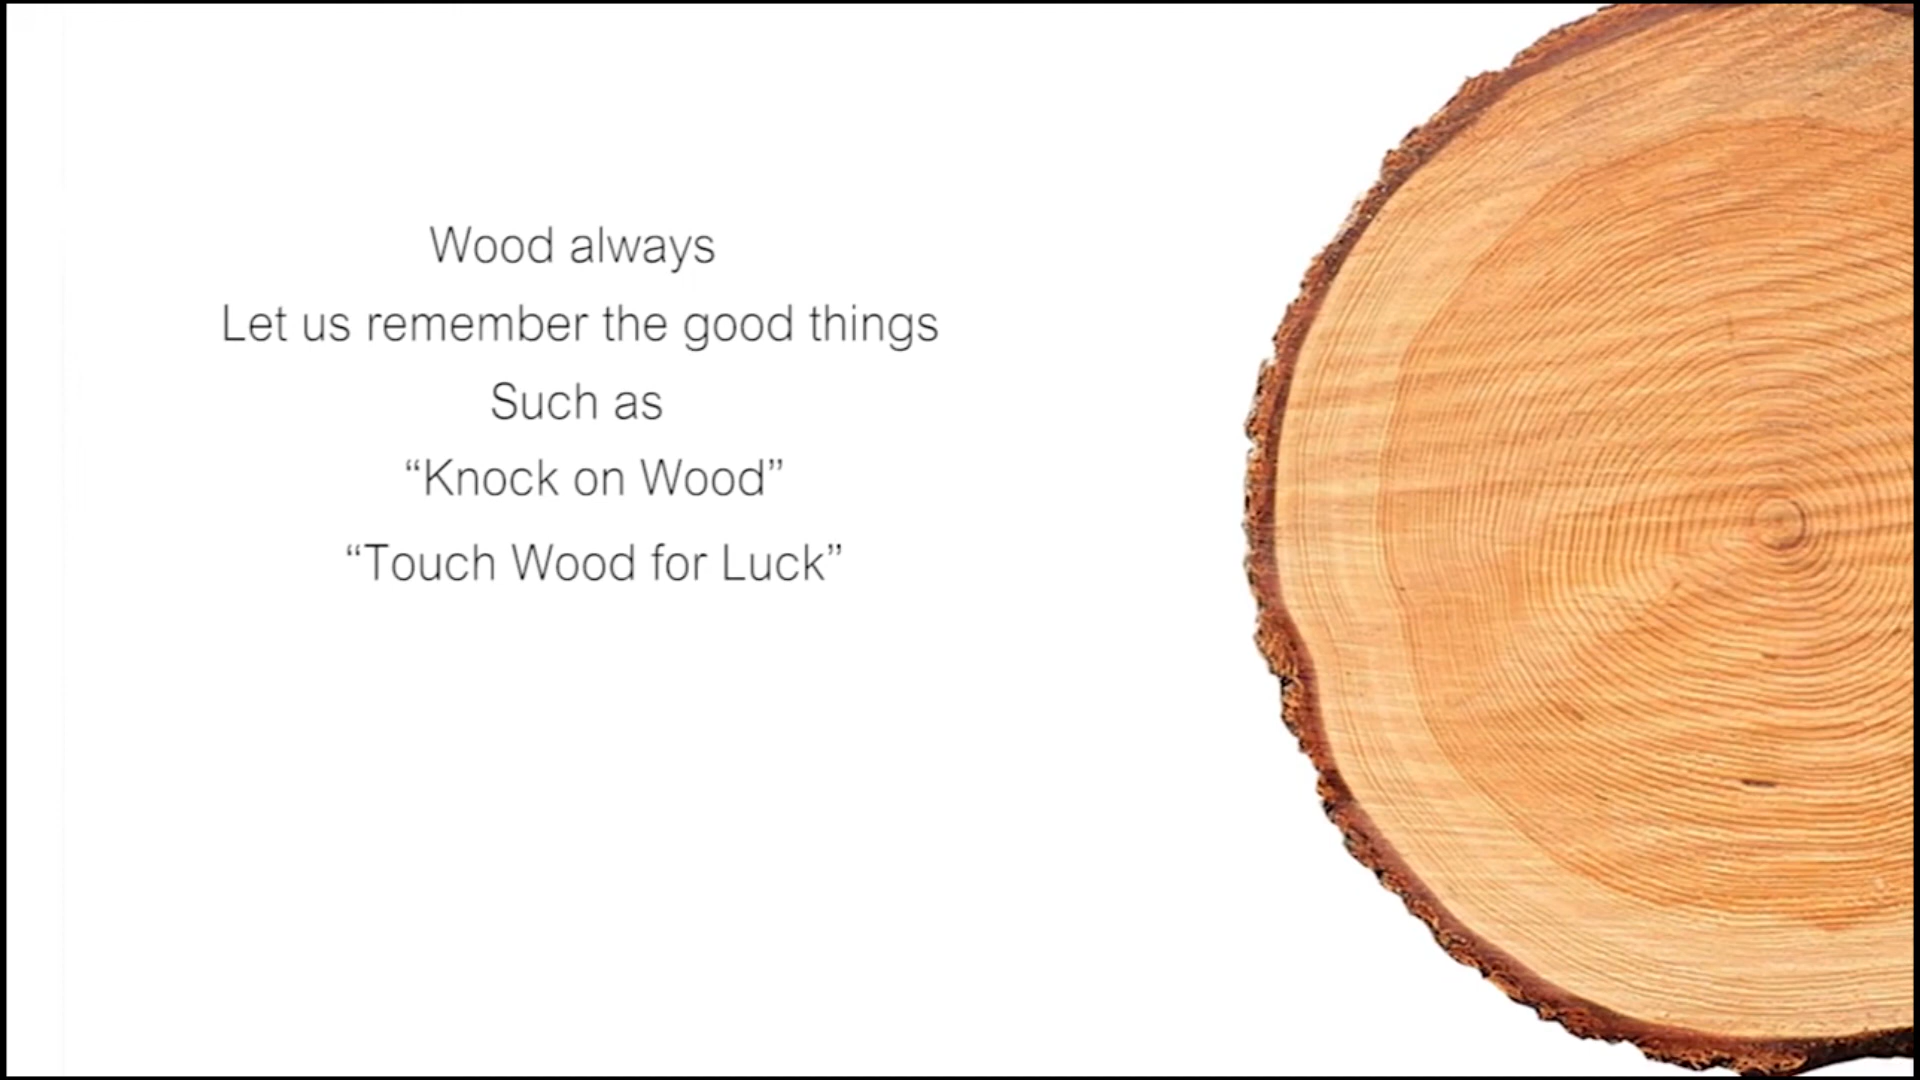 Wood always
Let us remember the good things
Such as
“Knock on Wood”
“Touch Wood for Luck”